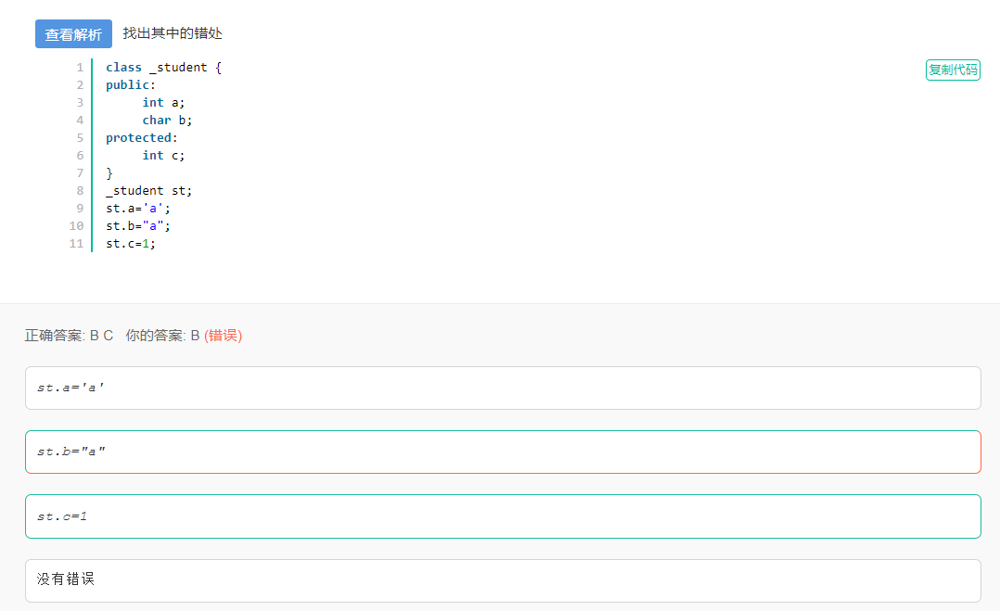 查看解析 找出其中的错处
复制代码
1 class _student {
2 public:
3 int a;
4 char b;
5 protected:
6 int c;
7 }
8 _student st;
9 st.a='a';
10 st.b="a";
11 st.c=1;
正确答案: B C 你的答案: B (错误)
st.a='a'
st.b="a"
st.c=1
没有错误